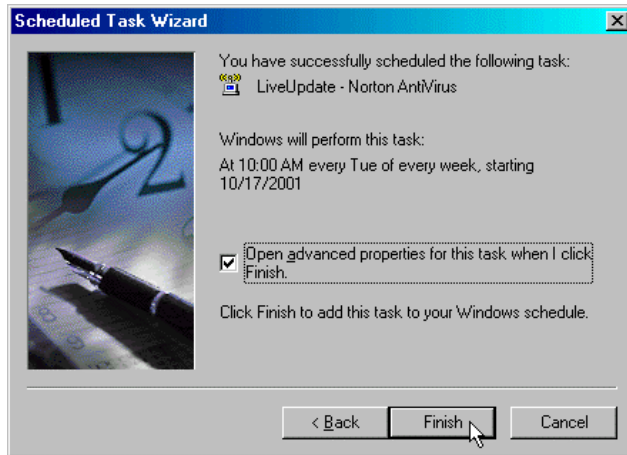 Scheduled Task Wizard
You have successfully scheduled the following task:
LiveUpdate - Norton AntiVirus
Windows will perform this task:
At 10:00 AM every Tue of every week, starting
10/17/2001
Open advanced properties for this task when I click
Finish.
Click Finish to add this task to your Windows schedule.
< Back
Finish
Cancel